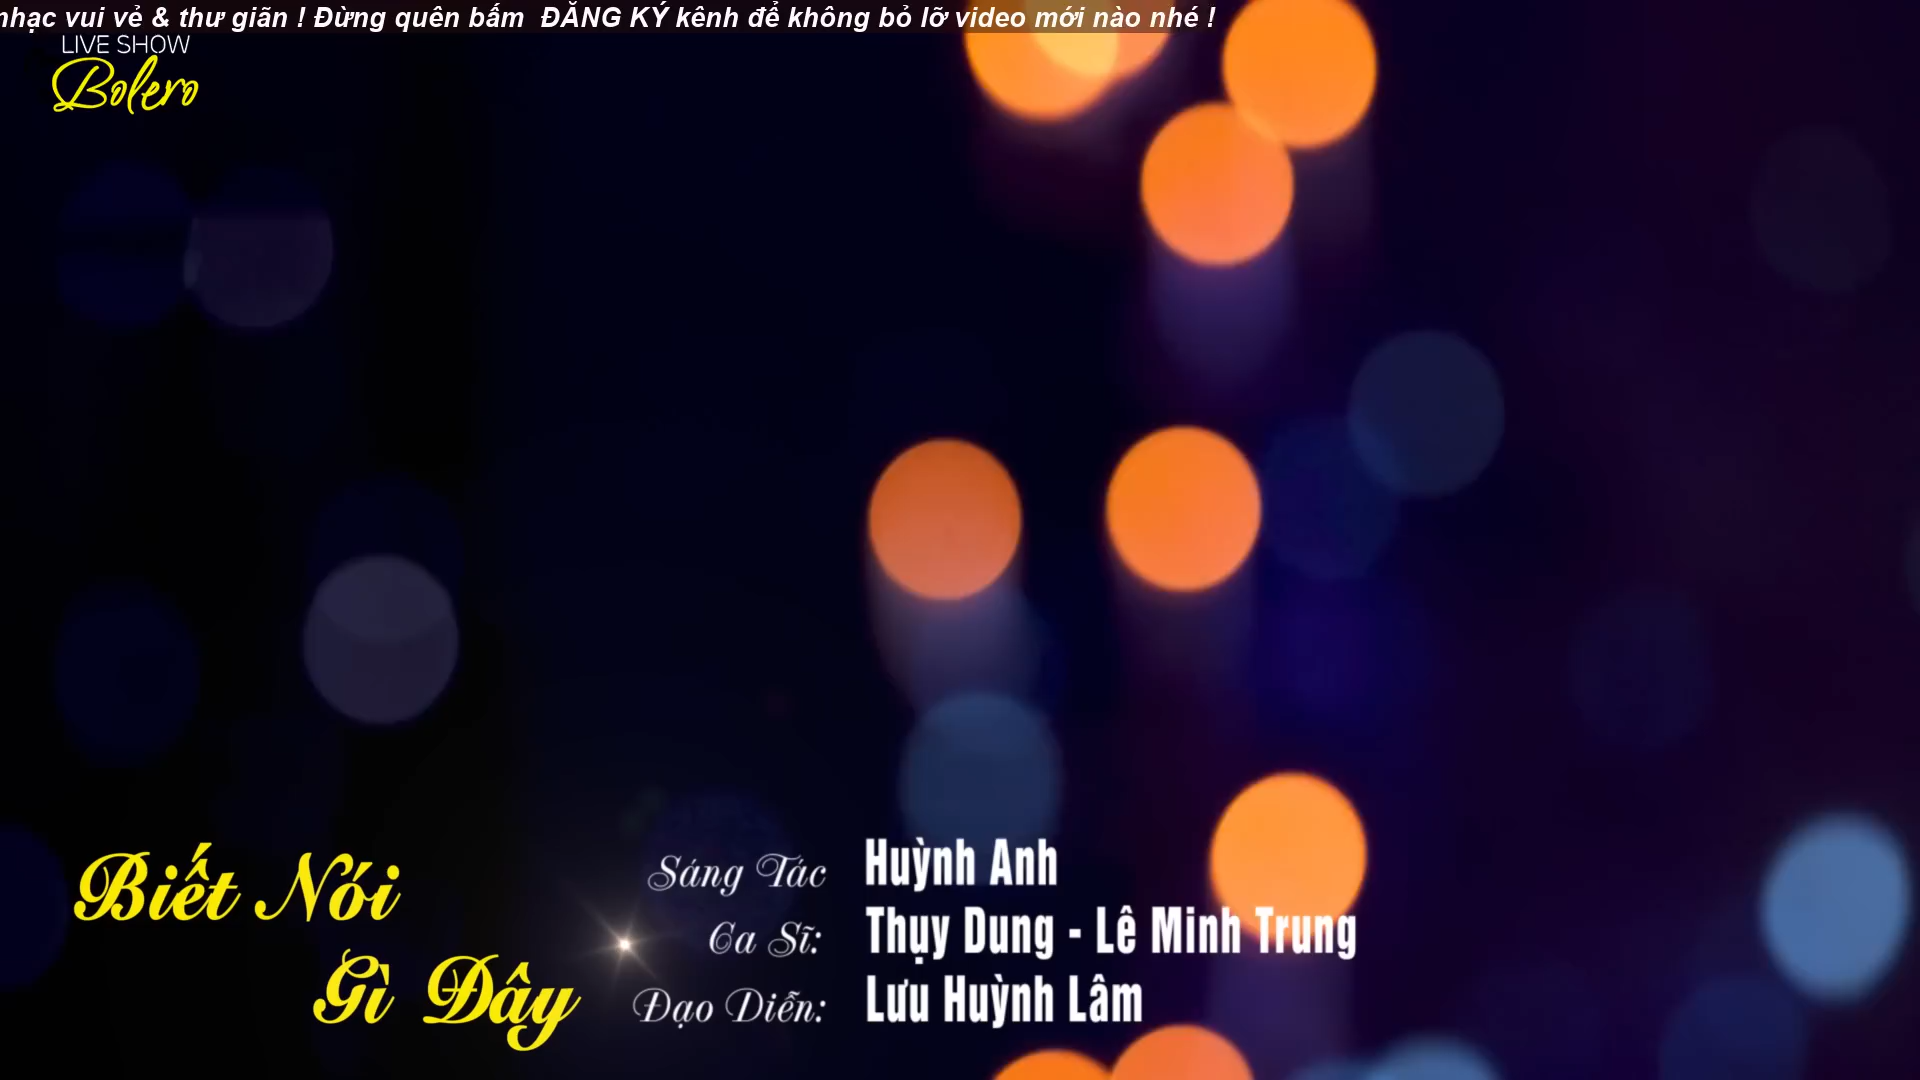 nhạc vui vẻ & thư giãn ! Đừng quên bấm ĐĂNG KÝ kênh để không bỏ lỡ video mới nào nhé !
LIVE SHOW
Bolero
Biết Nói
Gì Đây
Sáng Tác Huỳnh Anh
Ca Sĩ: Thụy Dung - Lê Minh Trung
Đạo Diễn: Lưu Huỳnh Lâm